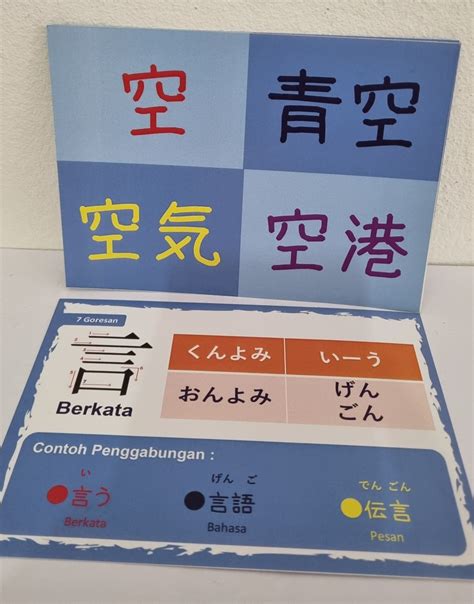 空
青空
空気
空港
7 Goresan
言
Berkata
くんよみ
いーう
おんよみ
げん
ごん
Contoh Penggabungan :
い
言う
Berkata
げん ご
言語
Bahasa
でん ごん
伝言
Pesan